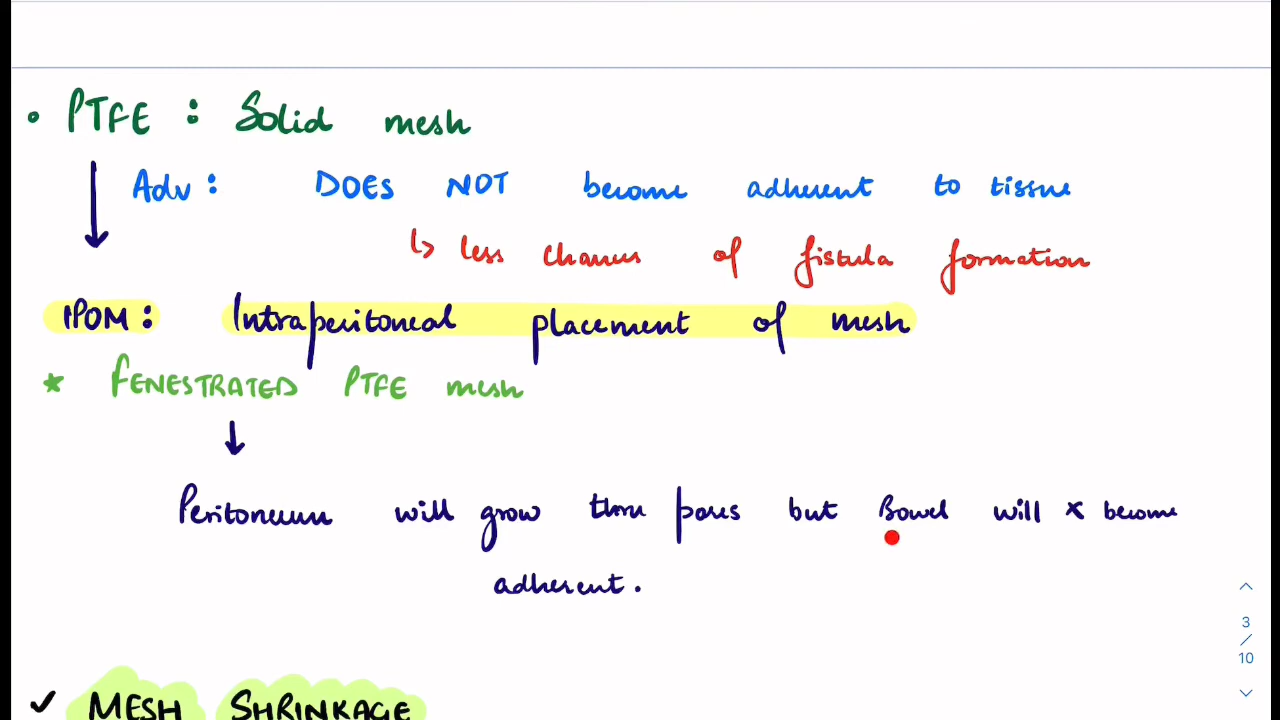 • PTFE : Solid mesh
↓ Adv : DOES NOT become adherent to tissue
↳ less chances of fistula formation
IPOM : Intraperitoneal placement of mesh
* FENESTRATED PTFE mesh
↓
Peritoneum will grow thru pores but Bowel will x become
adherent.
3
/
10
✓ MESH SHRINKAGE